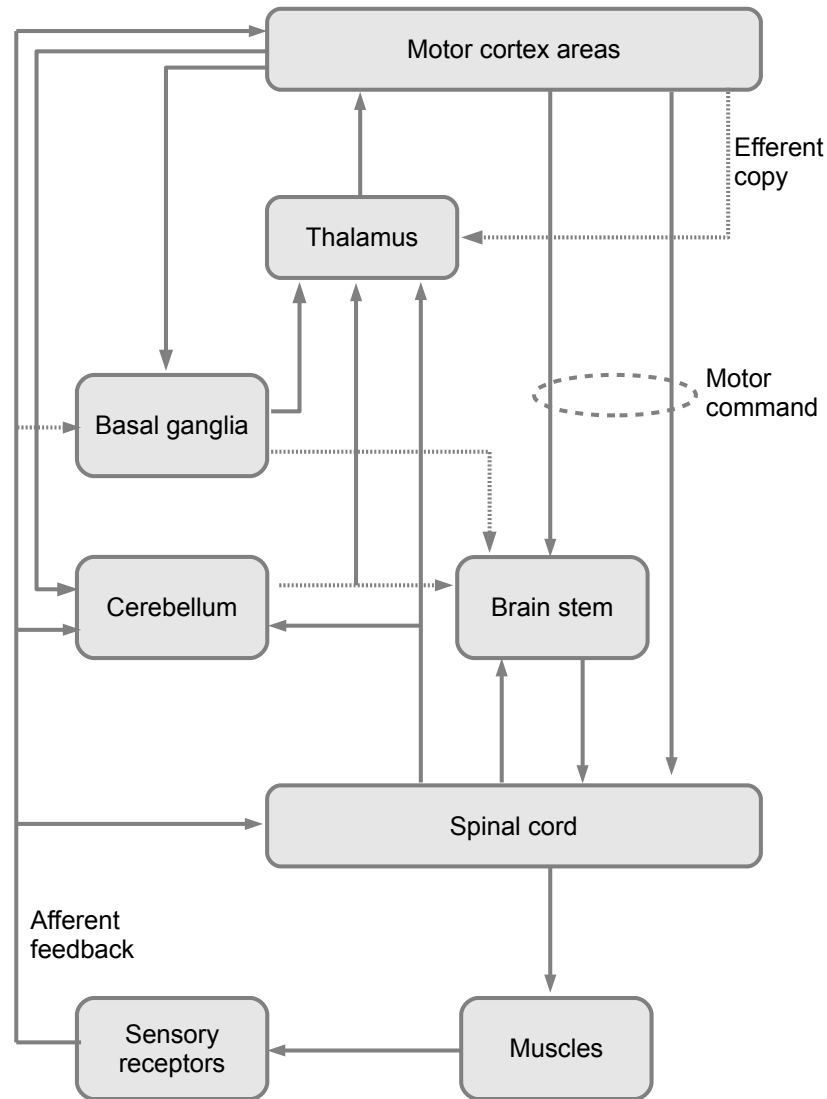 Motor cortex areas
Efferent
copy
Thalamus
Motor
command
Basal ganglia
Cerebellum
Brain stem
Spinal cord
Afferent
feedback
Sensory
receptors
Muscles